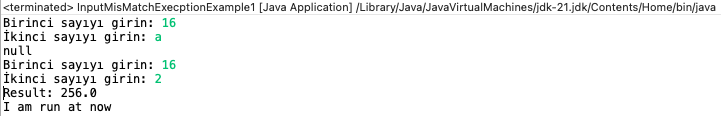 <terminated> InputMisMatchExecptionExample1 [Java Application] /Library/Java/JavaVirtualMachines/jdk-21.jdk/Contents/Home/bin/java
Birinci sayıyı girin: 16
İkinci sayıyı girin: a
null
Birinci sayıyı girin: 16
İkinci sayıyı girin: 2
Result: 256.0
I am run at now